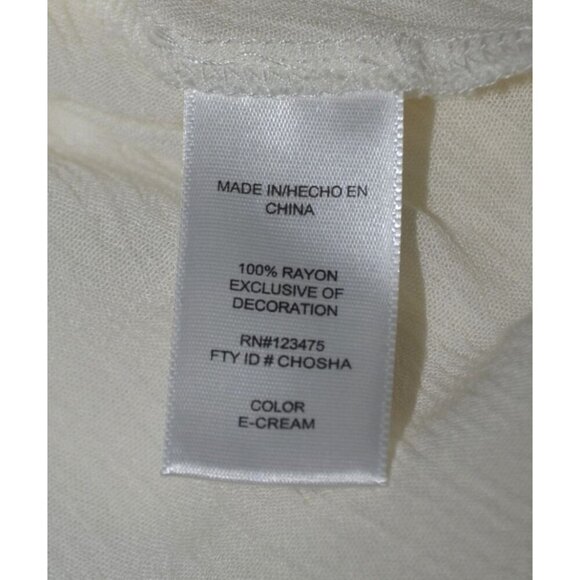 MADE IN/HECHO EN
CHINA
100% RAYON
EXCLUSIVE OF
DECORATION
RN#123475
FTY ID # CHOSHA
COLOR
E-CREAM